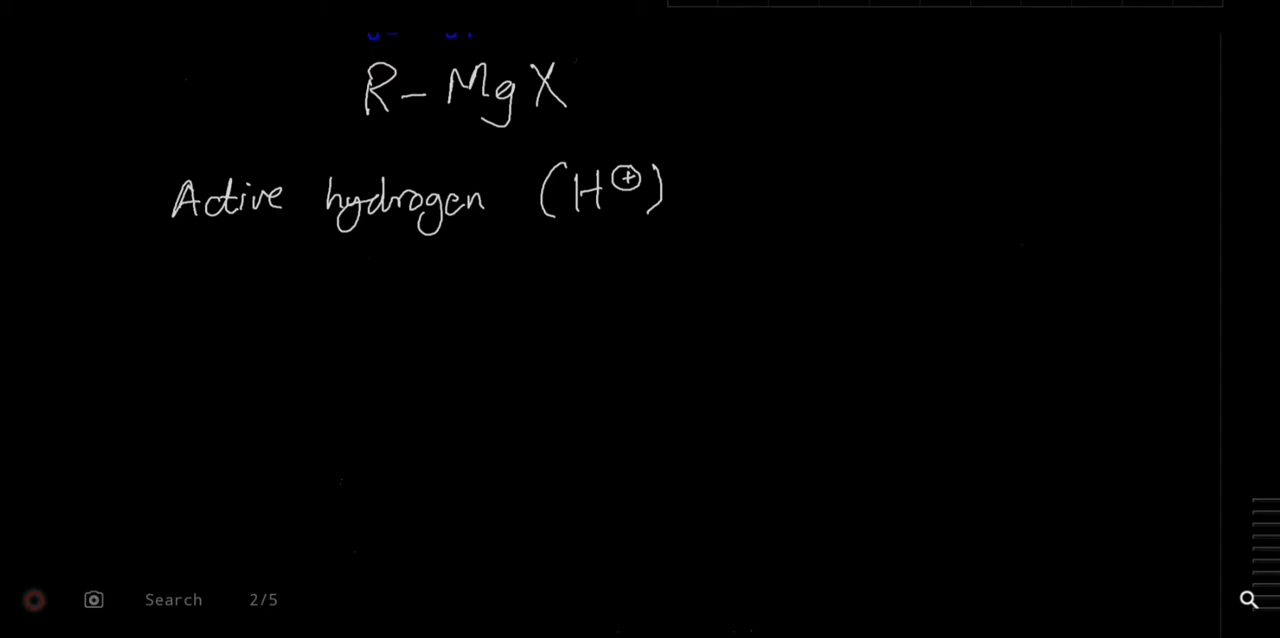 R - MgX
Active hydrogen (H⊕)
Search 2/5